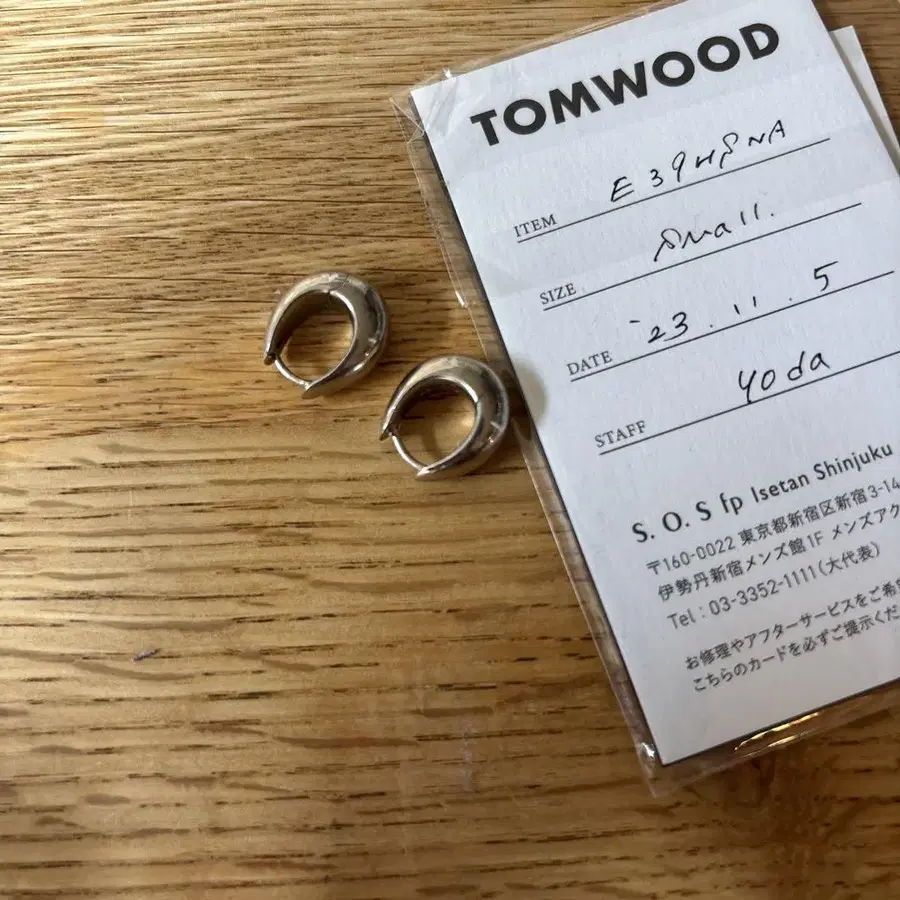 TOMWOOD
ITEM E39HPNA
SIZE Small.
DATE '23.11.5
STAFF yoda
S.O.S fp Isetan Shinjuku
〒160-0022 東京都新宿区新宿3-14
伊勢丹新宿メンズ館1F メンズアク
Tel : 03-3352-1111(大代表)
お修理やアフターサービスをご希
こちらのカードを必ずご提示くだ